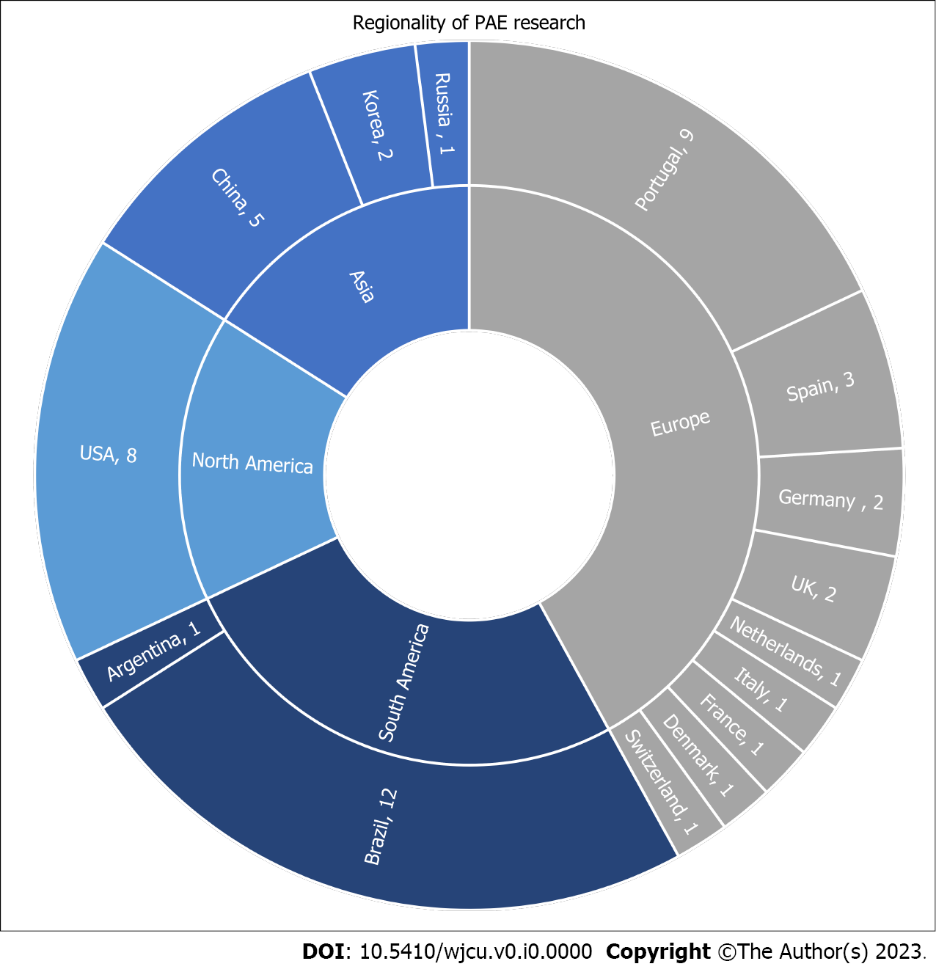 Regionality of PAE research
Portugal, 9
Spain, 3
Germany , 2
UK, 2
Netherlands, 1
Italy, 1
France, 1
Denmark, 1
Switzerland, 1
Europe
Brazil, 12
Argentina, 1
South America
USA, 8
North America
China, 5
Korea, 2
Russia , 1
Asia
DOI: 10.5410/wjcu.v0.i0.0000 Copyright ©The Author(s) 2023.